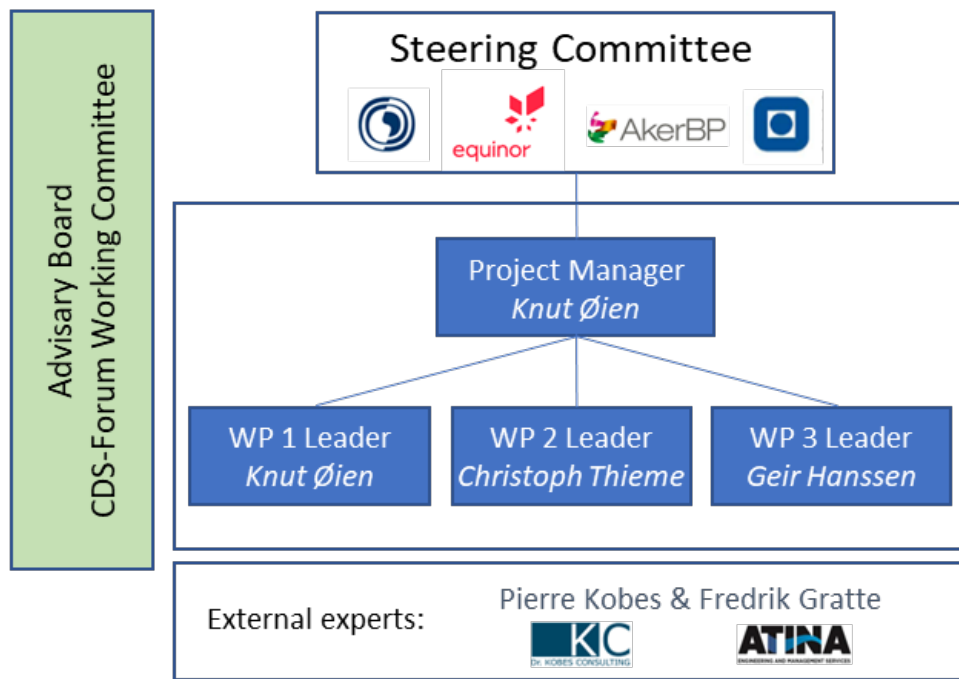 Advisary Board
CDS-Forum Working Committee
Steering Committee
equinor
AkerBP
Project Manager
Knut Øien
WP 1 Leader
Knut Øien
WP 2 Leader
Christoph Thieme
WP 3 Leader
Geir Hanssen
External experts:
Pierre Kobes & Fredrik Gratte
KC
Dr. KOBES CONSULTING
ATINA
ENGINEERING AND MANAGEMENT SERVICES